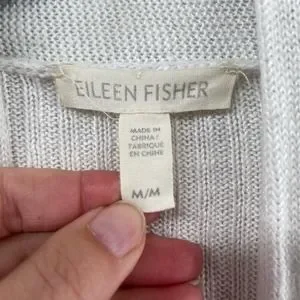 EILEEN FISHER
MADE IN
CHINA/
FABRIQUÉ
EN CHINE
M/M